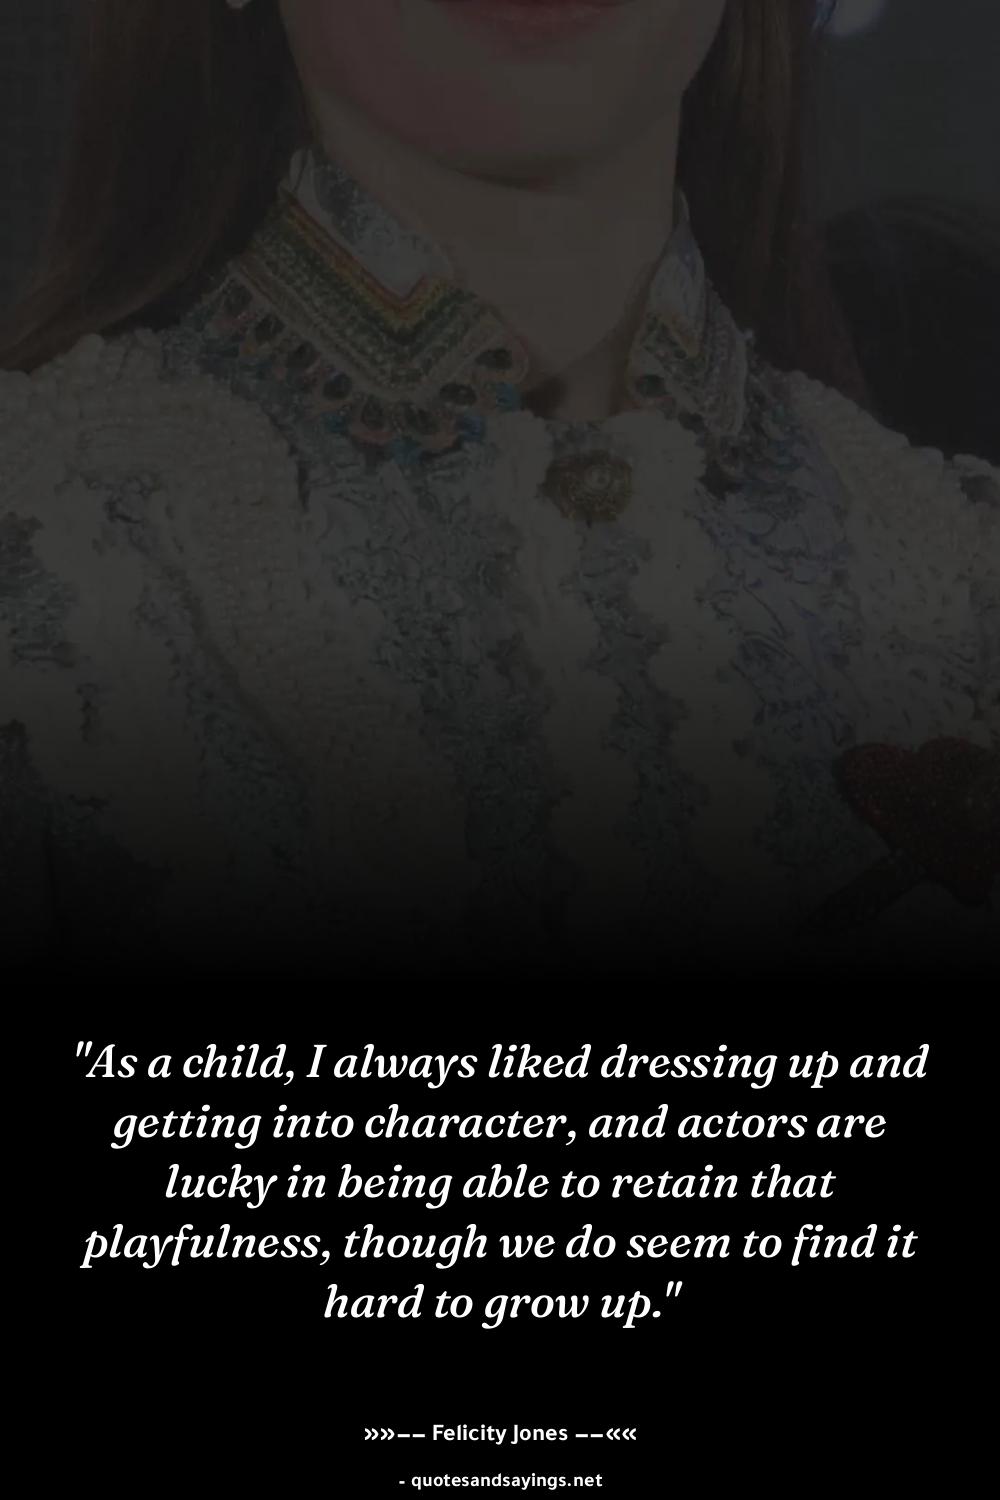 "As a child, I always liked dressing up and
getting into character, and actors are
lucky in being able to retain that
playfulness, though we do seem to find it
hard to grow up."
»»–– Felicity Jones ––««
- quotesandsayings.net